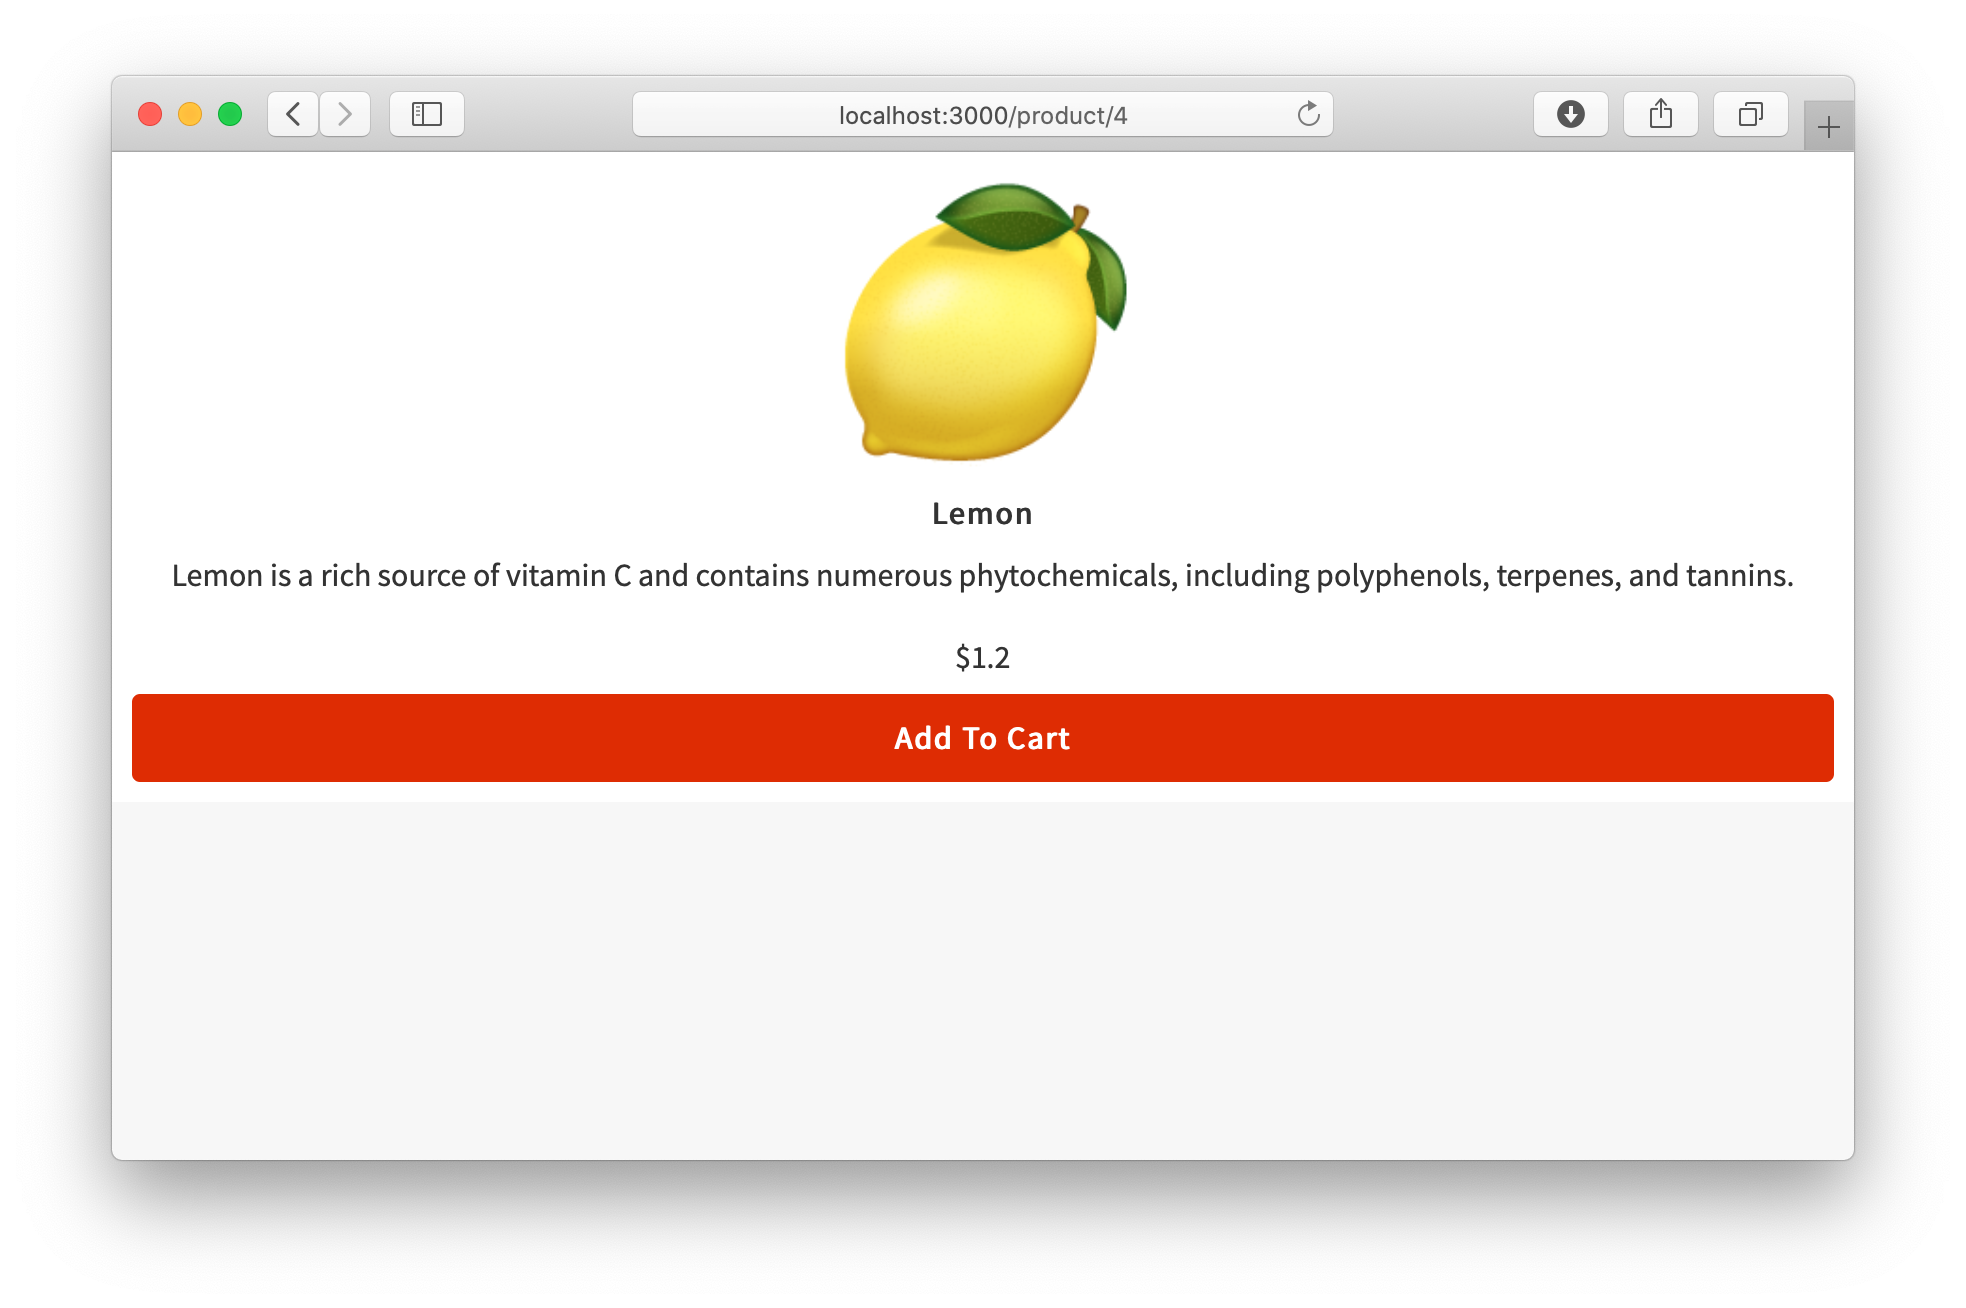 localhost:3000/product/4
Lemon
Lemon is a rich source of vitamin C and contains numerous phytochemicals, including polyphenols, terpenes, and tannins.
$1.2
Add To Cart